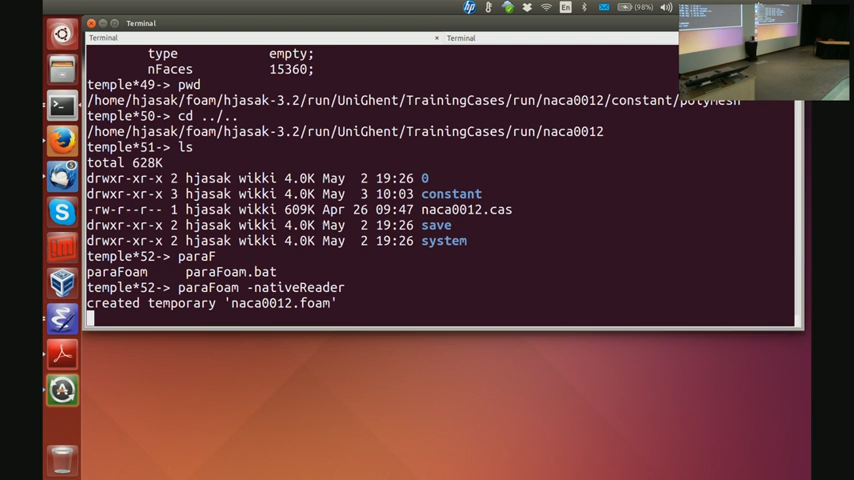 Terminal
En
(98%)
Terminal
Terminal
type empty;
nFaces 15360;
temple*49-> pwd
/home/hjasak/foam/hjasak-3.2/run/UniGhent/TrainingCases/run/naca0012/constant/polyMesh
temple*50-> cd ../..
/home/hjasak/foam/hjasak-3.2/run/UniGhent/TrainingCases/run/naca0012
temple*51-> ls
total 628K
drwxr-xr-x 2 hjasak wikki 4.0K May  2 19:26 0
drwxr-xr-x 3 hjasak wikki 4.0K May  3 10:03 constant
-rw-r--r-- 1 hjasak wikki 609K Apr 26 09:47 naca0012.cas
drwxr-xr-x 2 hjasak wikki 4.0K May  2 19:26 save
drwxr-xr-x 2 hjasak wikki 4.0K May  2 19:26 system
temple*52-> paraF
paraFoam paraFoam.bat
temple*52-> paraFoam -nativeReader
created temporary 'naca0012.foam'